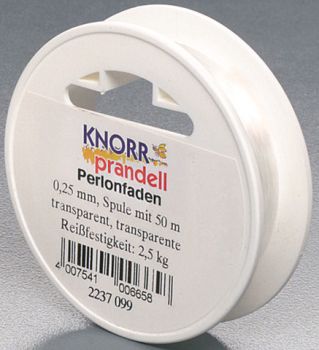 KNORR
prandell
Perlonfaden
0,25 mm, Spule mit 50 m
transparent, transparente
Reißfestigkeit: 2,5 kg
4 007541 006658
2237 099